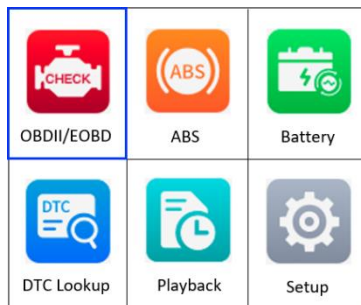 CHECK
ABS
OBDII/EOBD
ABS
Battery
DTC
DTC Lookup
Playback
Setup